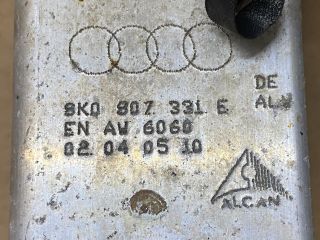 DE
8K0 807 331 E
AL
EN AW 6060
02 04 05 10
ALCAN